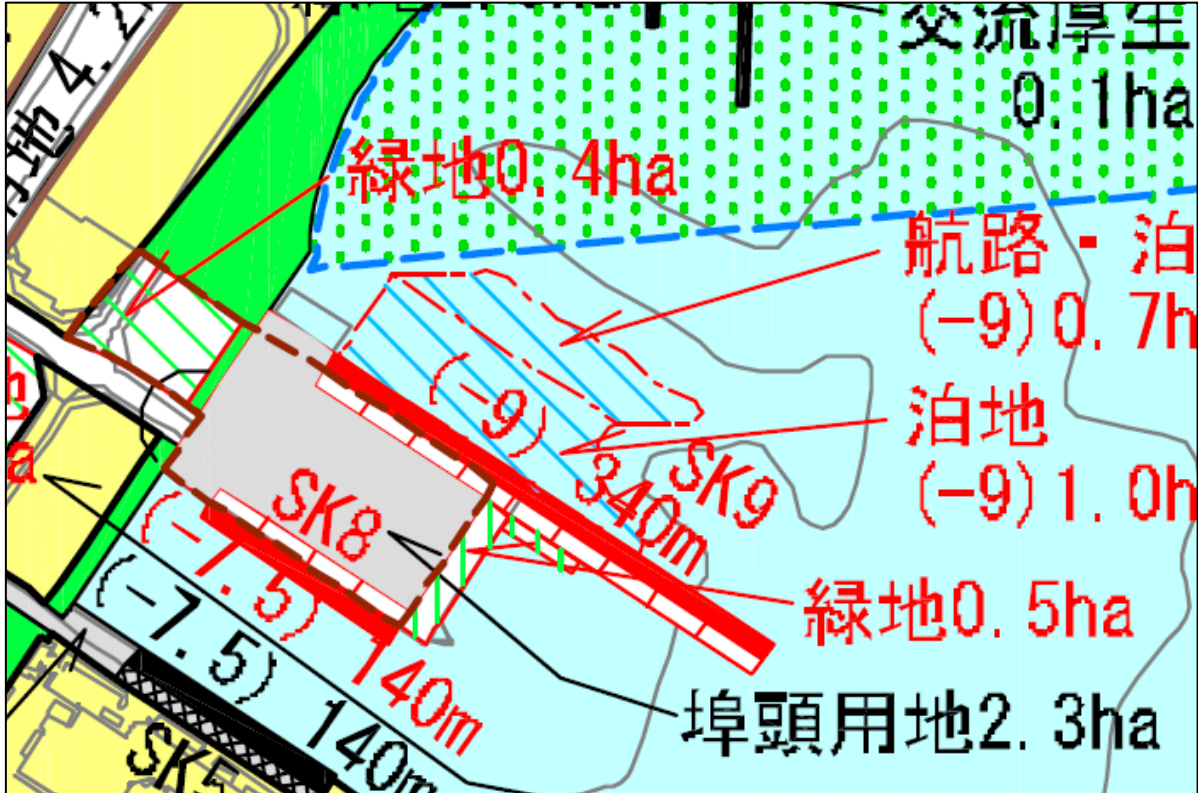 交流厚生
0.1ha
緑地0.4ha
地 4.2
航路・泊
(-9)0.7h
泊地
(-9)1.0h
(-9)
SK9
340m
SK8
(-7.5)
140m
緑地0.5ha
埠頭用地2.3ha
a
(-7.5) 140m
SK5